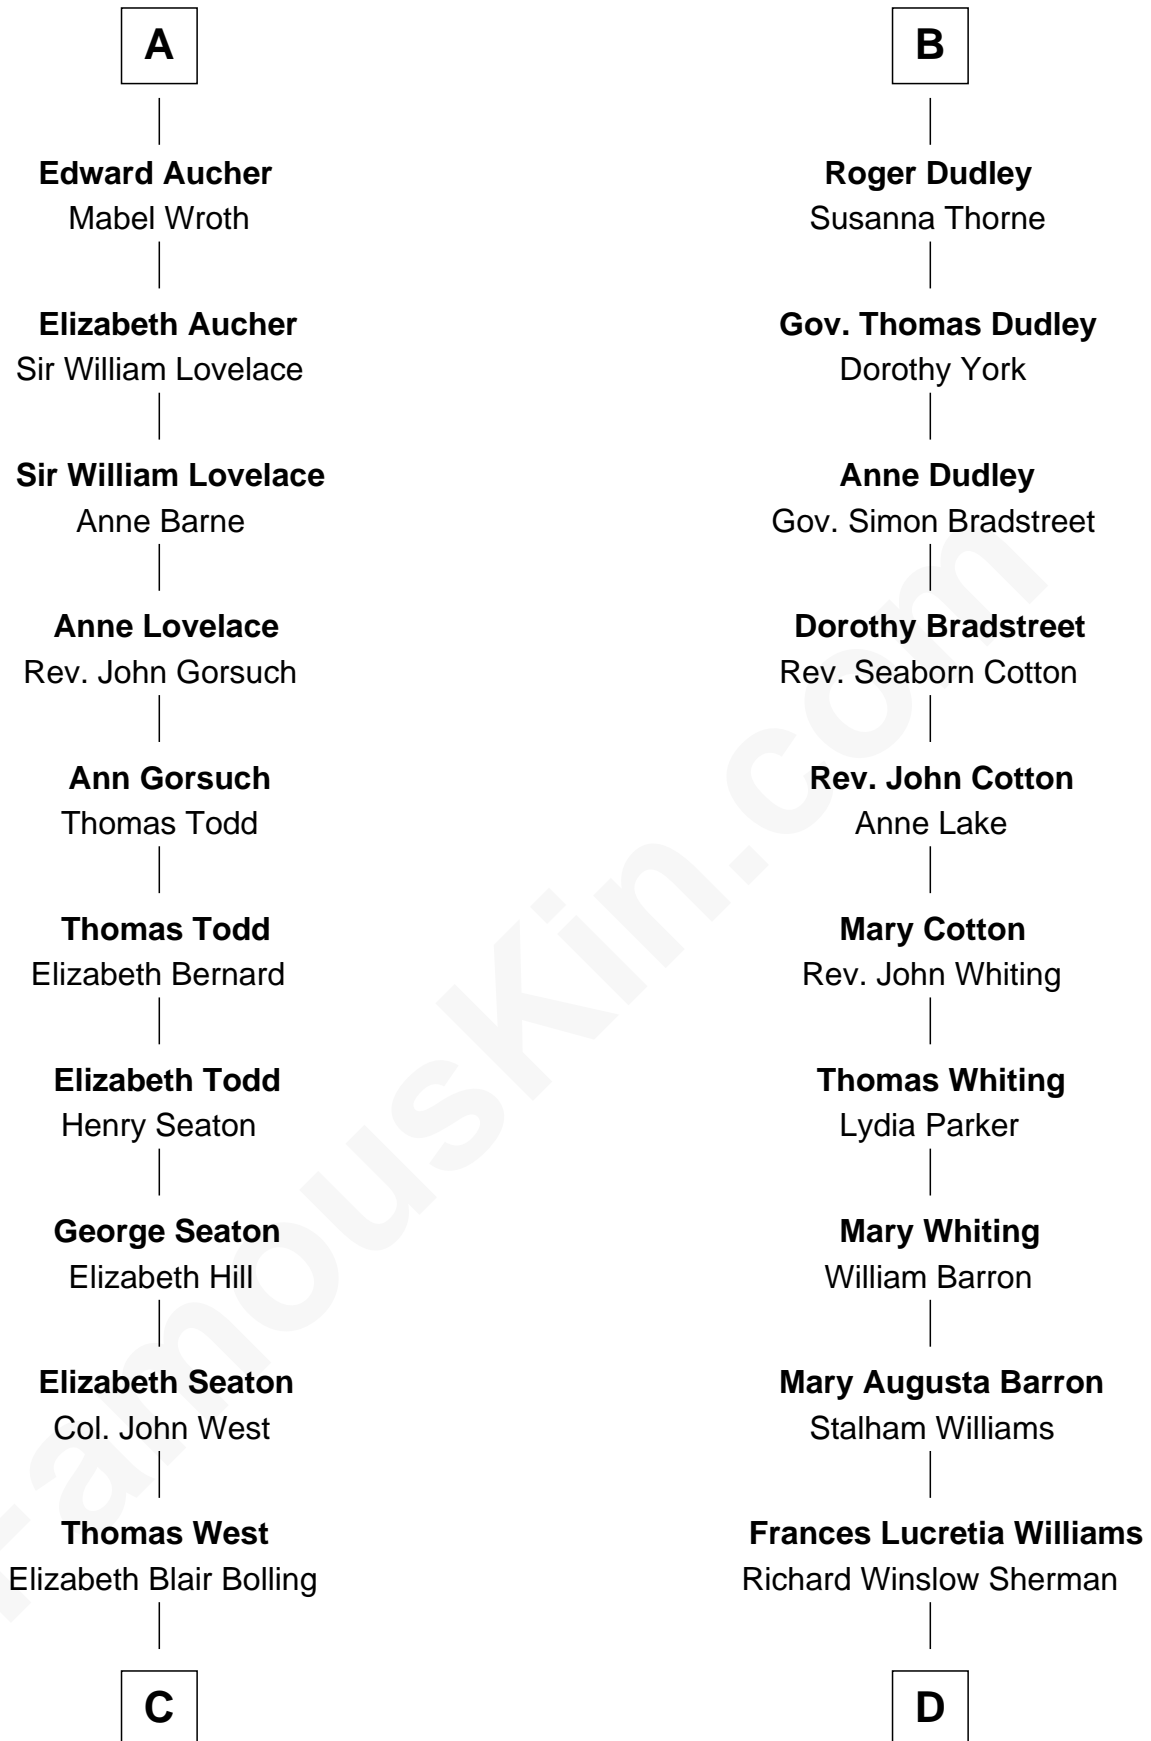 A
Edward Aucher
Mabel Wroth
Elizabeth Aucher
Sir William Lovelace
Sir William Lovelace
Anne Barne
Anne Lovelace
Rev. John Gorsuch
Ann Gorsuch
Thomas Todd
Thomas Todd
Elizabeth Bernard
Elizabeth Todd
Henry Seaton
George Seaton
Elizabeth Hill
Elizabeth Seaton
Col. John West
Thomas West
Elizabeth Blair Bolling
C
B
Roger Dudley
Susanna Thorne
Gov. Thomas Dudley
Dorothy York
Anne Dudley
Gov. Simon Bradstreet
Dorothy Bradstreet
Rev. Seaborn Cotton
Rev. John Cotton
Anne Lake
Mary Cotton
Rev. John Whiting
Thomas Whiting
Lydia Parker
Mary Whiting
William Barron
Mary Augusta Barron
Stalham Williams
Frances Lucretia Williams
Richard Winslow Sherman
D
FamousKin.com